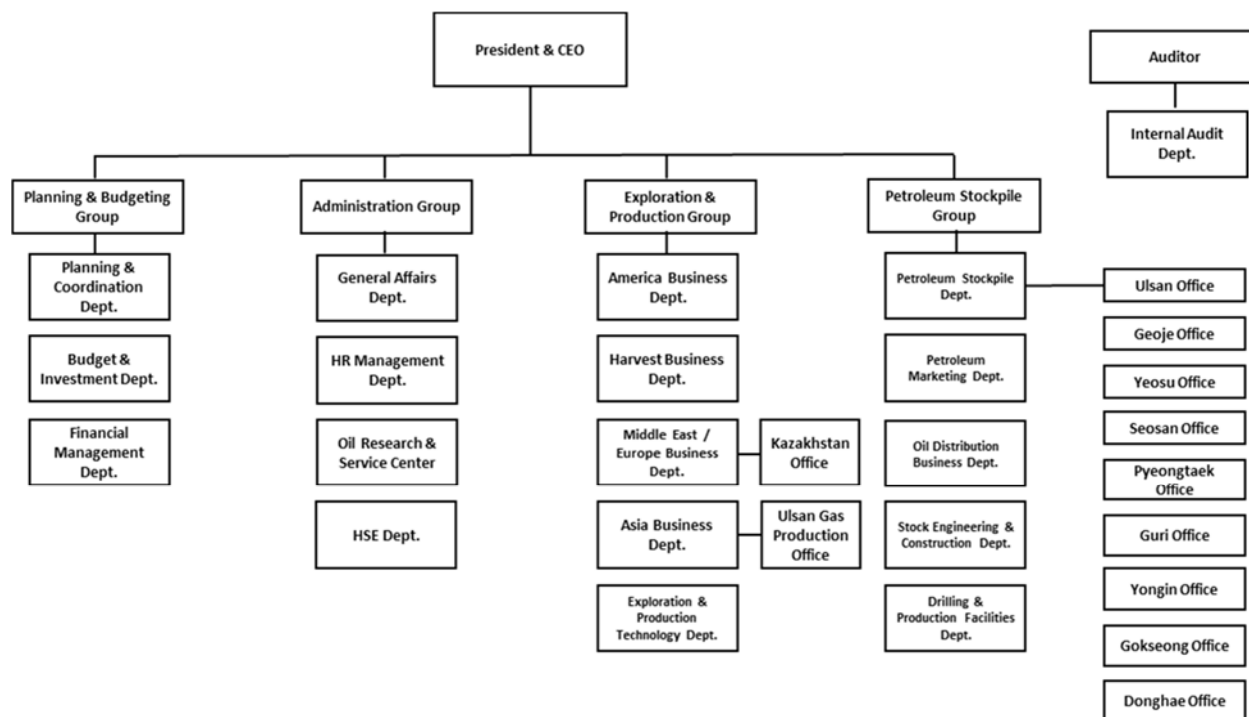 President & CEO
Auditor
Internal Audit
Dept.
Planning & Budgeting
Group
Administration Group
Exploration &
Production Group
Petroleum Stockpile
Group
Planning &
Coordination
Dept.
General Affairs
Dept.
America Business
Dept.
Petroleum Stockpile
Dept.
Ulsan Office
Geoje Office
Budget &
Investment Dept.
HR Management
Dept.
Harvest Business
Dept.
Petroleum
Marketing Dept.
Yeosu Office
Financial
Management
Dept.
Oil Research &
Service Center
Middle East /
Europe Business
Dept.
Kazakhstan
Office
Oil Distribution
Business Dept.
Seosan Office
Pyeongtaek
Office
HSE Dept.
Asia Business
Dept.
Ulsan Gas
Production
Office
Stock Engineering &
Construction Dept.
Guri Office
Yongin Office
Exploration &
Production
Technology Dept.
Drilling &
Production Facilities
Dept.
Gokseong Office
Donghae Office